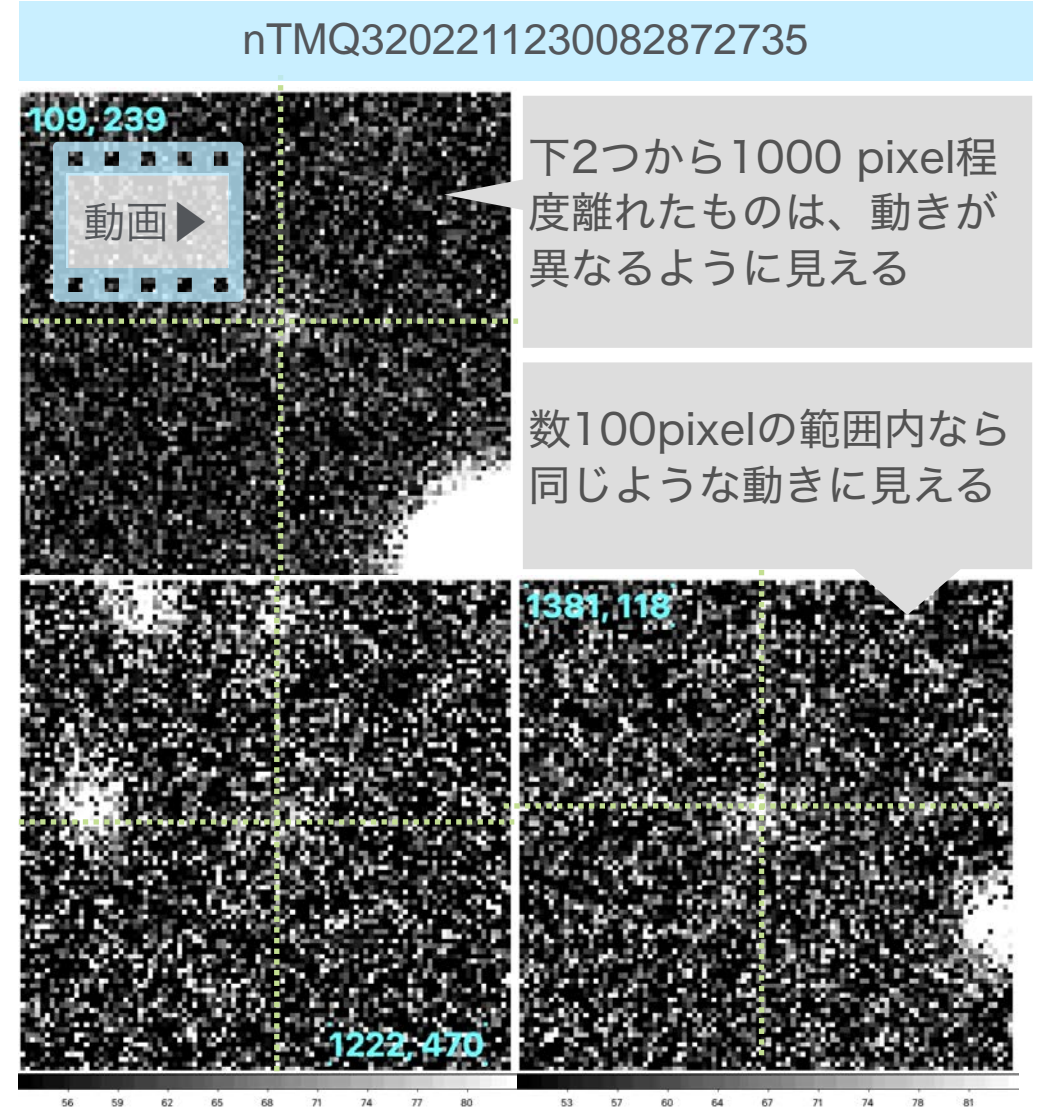 nTMQ3202211230082872735
109, 239
動画▶
下2つから1000 pixel程
度離れたものは、動きが
異なるように見える
数100pixelの範囲内なら
同じような動きに見える
1381, 118
1222, 470
56 59 62 65 68 71 74 77 80
53 57 60 64 67 71 74 78 81